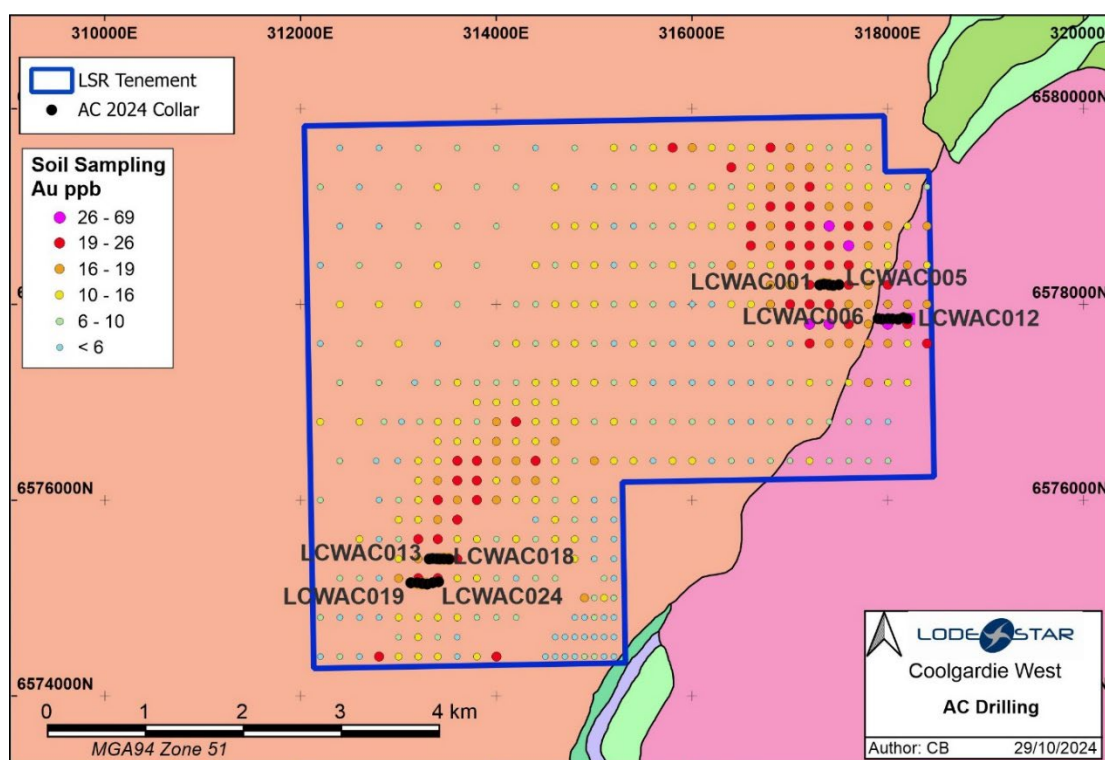 310000E 312000E 314000E 316000E 318000E 320000E
LSR Tenement
AC 2024 Collar
6580000N
Soil Sampling
Au ppb
26 - 69
19 - 26
16 - 19
10 - 16
6 - 10
< 6
LCWAC001 LCWAC005
6578000N
LCWAC006 LCWAC012
6576000N 6576000N
LCWAC013 LCWAC018
LCWAC019 LCWAC024
6574000N
0 1 2 3 4 km
MGA94 Zone 51
LODESTAR
Coolgardie West
AC Drilling
Author: CB 29/10/2024